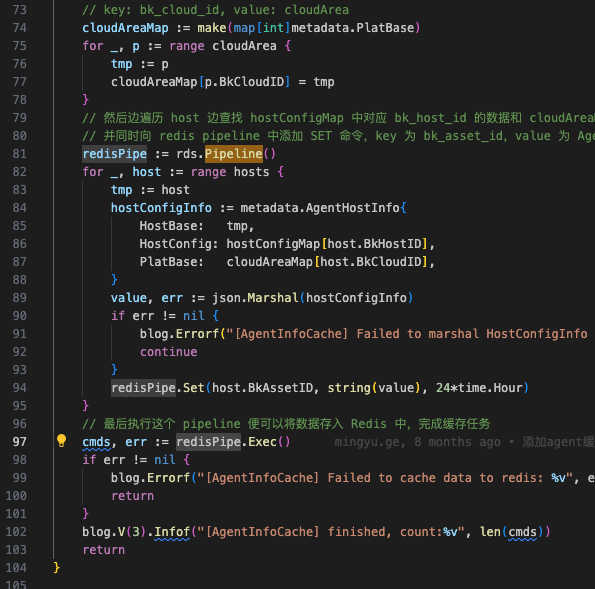 73 // key: bk_cloud_id, value: cloudArea
74 cloudAreaMap := make(map[int]metadata.PlatBase)
75 for _, p := range cloudArea {
76 tmp := p
77 cloudAreaMap[p.BkCloudID] = tmp
78 }
79 // 然后边遍历 host 边查找 hostConfigMap 中对应 bk_host_id 的数据和 cloudArea
80 // 并同时向 redis pipeline 中添加 SET 命令，key 为 bk_asset_id，value 为 Age
81 redisPipe := rds.Pipeline()
82 for _, host := range hosts {
83 tmp := host
84 hostConfigInfo := metadata.AgentHostInfo{
85 HostBase: tmp,
86 HostConfig: hostConfigMap[host.BkHostID],
87 PlatBase: cloudAreaMap[host.BkCloudID],
88 }
89 value, err := json.Marshal(hostConfigInfo)
90 if err != nil {
91 blog.Errorf("[AgentInfoCache] Failed to marshal HostConfigInfo
92 continue
93 }
94 redisPipe.Set(host.BkAssetID, string(value), 24*time.Hour)
95 }
96 // 最后执行这个 pipeline 便可以将数据存入 Redis 中，完成缓存任务
97 cmds, err := redisPipe.Exec() mingyu.ge, 8 months ago • 添加agent缓
98 if err != nil {
99 blog.Errorf("[AgentInfoCache] Failed to cache data to redis: %v", e
100 return
101 }
102 blog.V(3).Infof("[AgentInfoCache] finished, count:%v", len(cmds))
103 return
104 }
105